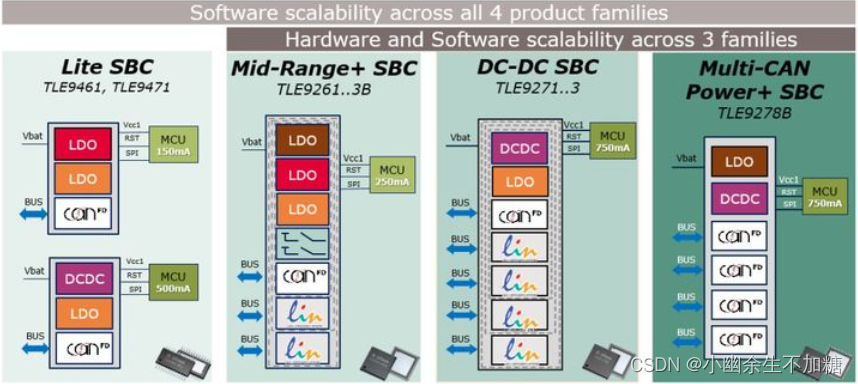 Software scalability across all 4 product families
Hardware and Software scalability across 3 families
Lite SBC
TLE9461, TLE9471
Vbat
LDO
LDO
CAN FD
BUS
Vcc1
RST
SPI
MCU
150mA
Vbat
DCDC
LDO
CAN FD
BUS
Vcc1
RST
SPI
MCU
500mA
Mid-Range+ SBC
TLE9261..3B
Vbat
LDO
LDO
LDO
CAN FD
lin
lin
BUS
BUS
BUS
Vcc1
RST
SPI
MCU
250mA
DC-DC SBC
TLE9271..3
Vbat
DCDC
LDO
CAN FD
lin
lin
lin
lin
BUS
BUS
BUS
BUS
BUS
Vcc1
RST
SPI
MCU
750mA
Multi-CAN
Power+ SBC
TLE9278B
Vbat
LDO
DCDC
CAN FD
CAN FD
CAN FD
CAN FD
BUS
BUS
BUS
BUS
Vcc1
RST
SPI
MCU
750mA
CSDN @小幽余生不加糖